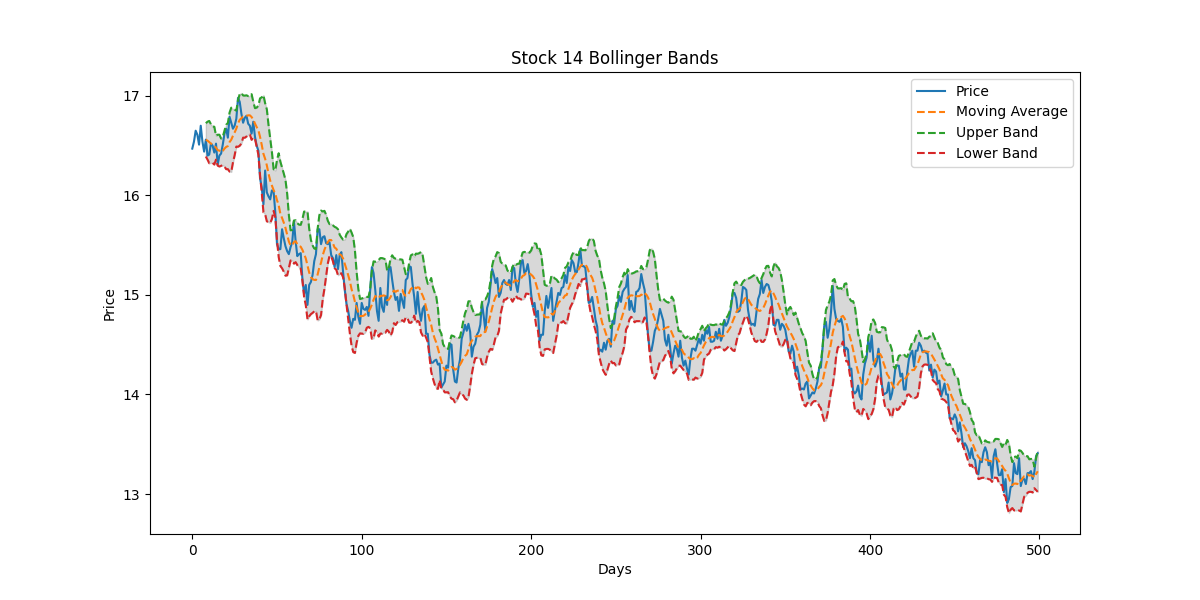 Stock 14 Bollinger Bands
Price
Moving Average
Upper Band
Lower Band
17
16
15
14
13
Price
0 100 200 300 400 500
Days